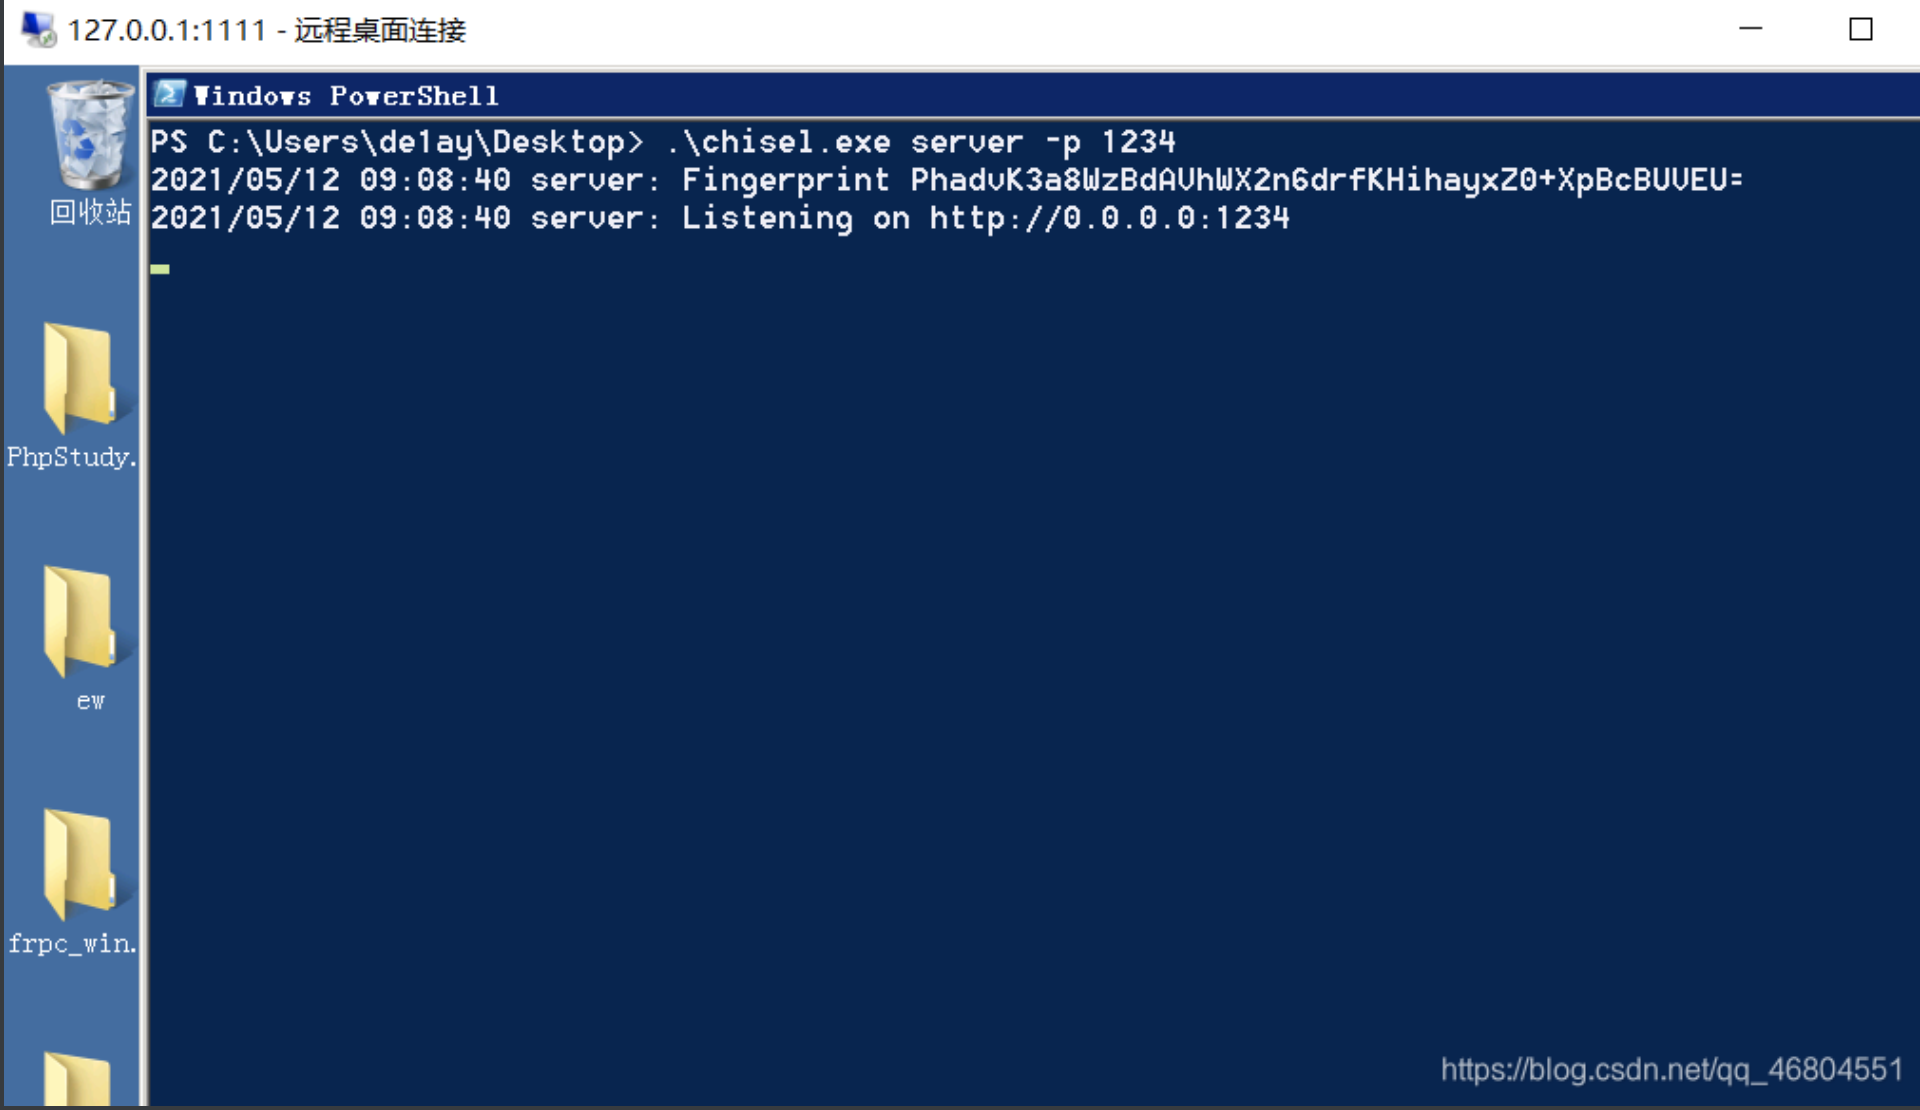 127.0.0.1:1111 - 远程桌面连接
Windows PowerShell
PS C:\Users\de1ay\Desktop> .\chisel.exe server -p 1234
2021/05/12 09:08:40 server: Fingerprint PhadvK3a8WzBdAVhWX2n6drfKHihayxZ0+XpBcBUVEU=
2021/05/12 09:08:40 server: Listening on http://0.0.0.0:1234
回收站
PhpStudy.
ew
frpc_win.
https://blog.csdn.net/qq_46804551